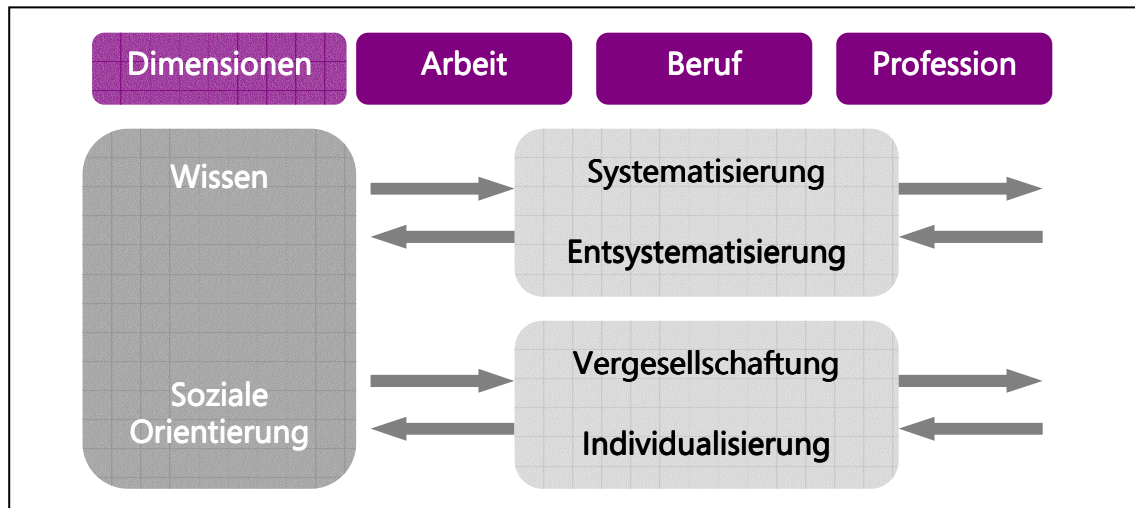 Dimensionen
Arbeit
Beruf
Profession
Wissen
Systematisierung
Entsystematisierung
Soziale
Orientierung
Vergesellschaftung
Individualisierung